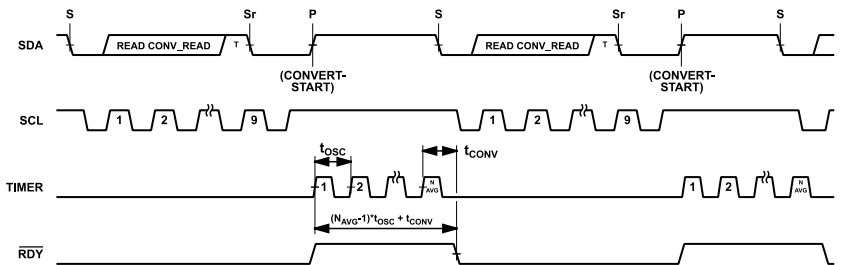 S Sr P S Sr P S
SDA READ CONV_READ T READ CONV_READ T
(CONVERT-
START)
(CONVERT-
START)
SCL 1 2 9 1 2 9
tOSC tCONV
TIMER 1 2 N
AVG
1 2 N
AVG
(NAVG-1)*tOSC + tCONV
RDY